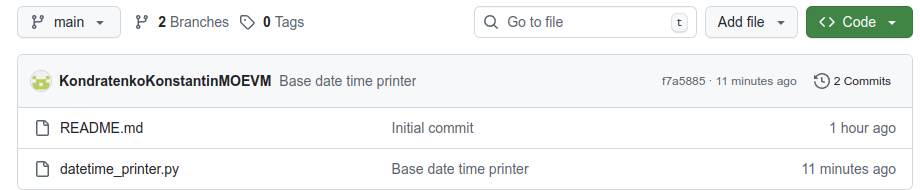 main 2 Branches 0 Tags Go to file t Add file Code
KondratenkoKonstantinMOEVM Base date time printer f7a5885 · 11 minutes ago 2 Commits
README.md Initial commit 1 hour ago
datetime_printer.py Base date time printer 11 minutes ago